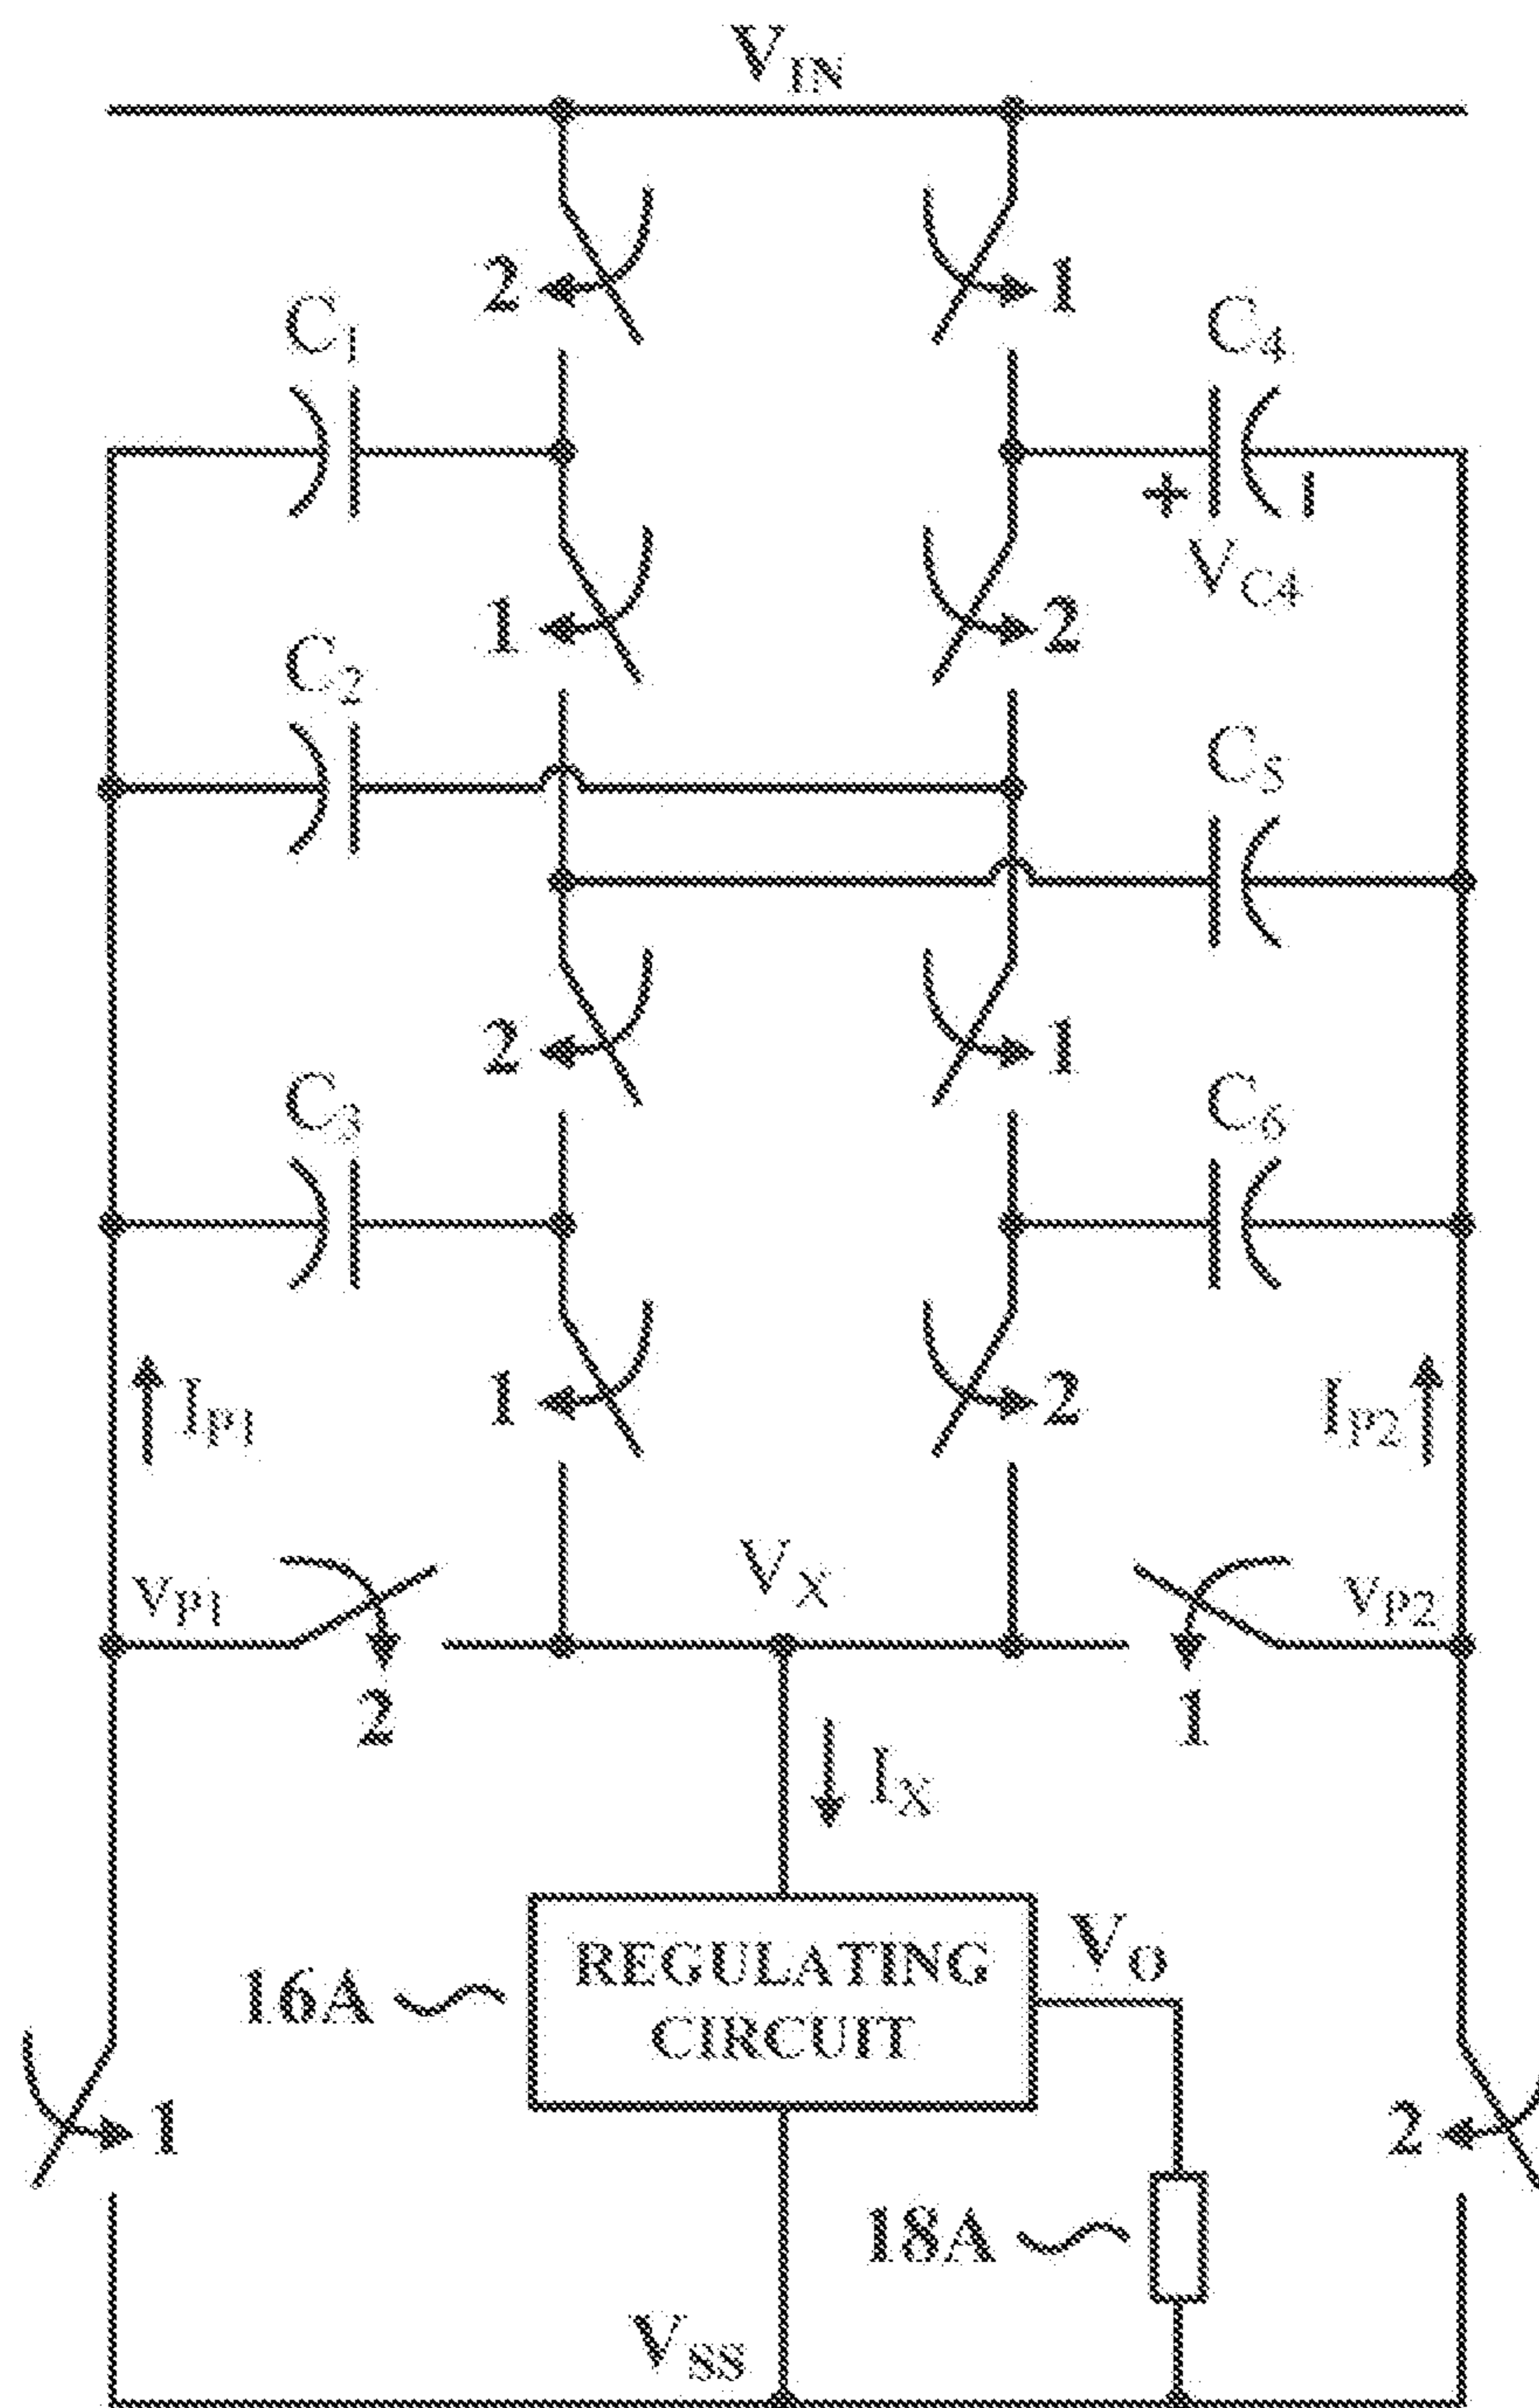 VIN
2 1
C1 C4
+ −
VC4
1 2
C2
C5
2 1
C3 C6
1 2
IP1 IP2
VX
VP1 VP2
2 1
IX
REGULATING
CIRCUIT
16A
VO
1 2
18A
VSS